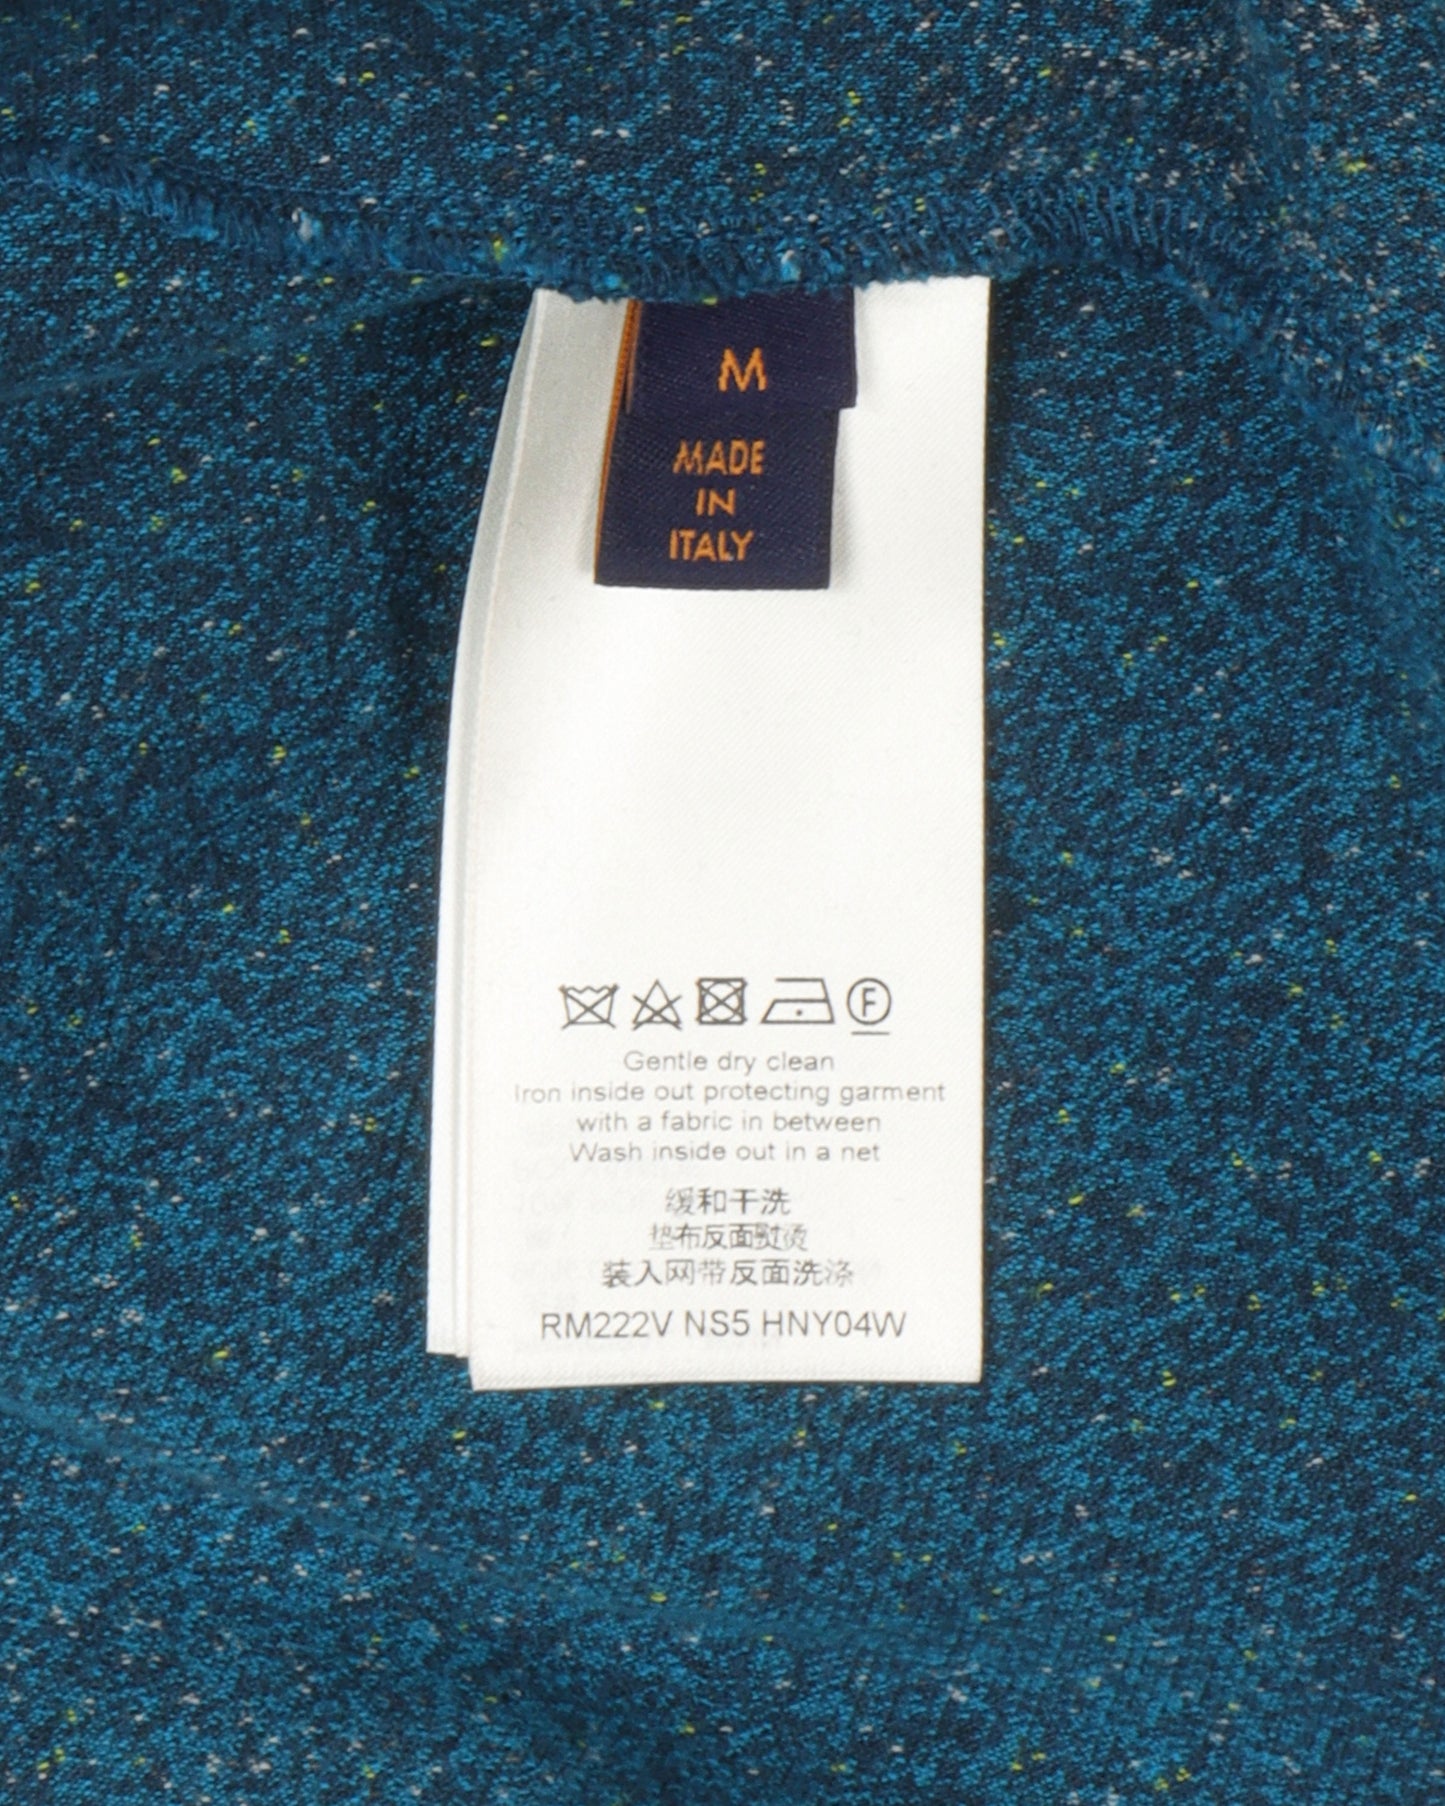 M
MADE
IN
ITALY
F
Gentle dry clean
Iron inside out protecting garment
with a fabric in between
Wash inside out in a net
缓和干洗
垫布反面熨烫
装入网带反面洗涤
RM222V NS5 HNY04W